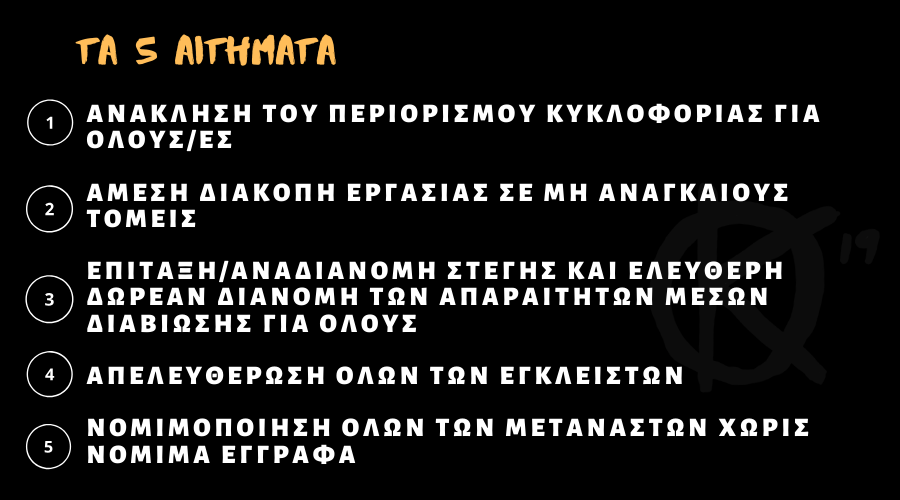 ΤΑ 5 ΑΙΤΗΜΑΤΑ
1 ΑΝΑΚΛΗΣΗ ΤΟΥ ΠΕΡΙΟΡΙΣΜΟΥ ΚΥΚΛΟΦΟΡΙΑΣ ΓΙΑ
ΟΛΟΥΣ/ΕΣ
2 ΑΜΕΣΗ ΔΙΑΚΟΠΗ ΕΡΓΑΣΙΑΣ ΣΕ ΜΗ ΑΝΑΓΚΑΙΟΥΣ
ΤΟΜΕΙΣ
3 ΕΠΙΤΑΞΗ/ΑΝΑΔΙΑΝΟΜΗ ΣΤΕΓΗΣ ΚΑΙ ΕΛΕΥΘΕΡΗ
ΔΩΡΕΑΝ ΔΙΑΝΟΜΗ ΤΩΝ ΑΠΑΡΑΙΤΗΤΩΝ ΜΕΣΩΝ
ΔΙΑΒΙΩΣΗΣ ΓΙΑ ΟΛΟΥΣ
4 ΑΠΕΛΕΥΘΕΡΩΣΗ ΟΛΩΝ ΤΩΝ ΕΓΚΛΕΙΣΤΩΝ
5 ΝΟΜΙΜΟΠΟΙΗΣΗ ΟΛΩΝ ΤΩΝ ΜΕΤΑΝΑΣΤΩΝ ΧΩΡΙΣ
ΝΟΜΙΜΑ ΕΓΓΡΑΦΑ
K "19